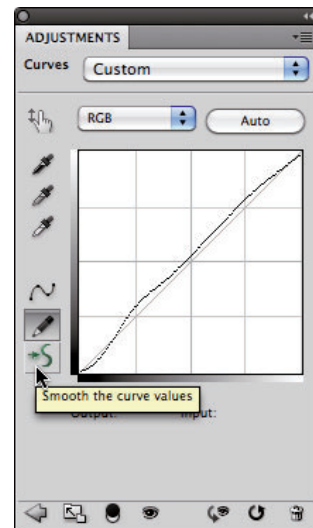 ADJUSTMENTS
Curves Custom
RGB Auto
Smooth the curve values
Output: Input: